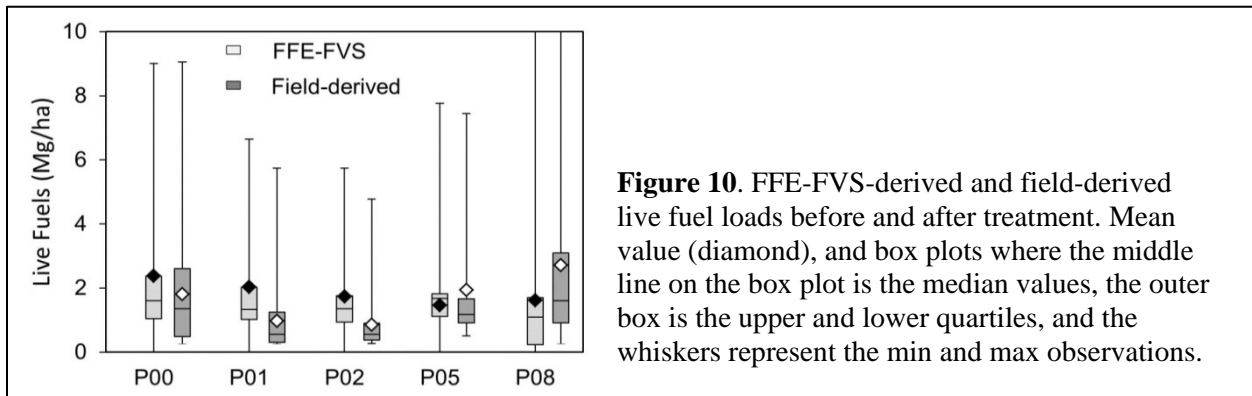 10
8
6
4
2
0
Live Fuels (Mg/ha)
FFE-FVS
Field-derived
P00 P01 P02 P05 P08
Figure 10. FFE-FVS-derived and field-derived
live fuel loads before and after treatment. Mean
value (diamond), and box plots where the middle
line on the box plot is the median values, the outer
box is the upper and lower quartiles, and the
whiskers represent the min and max observations.